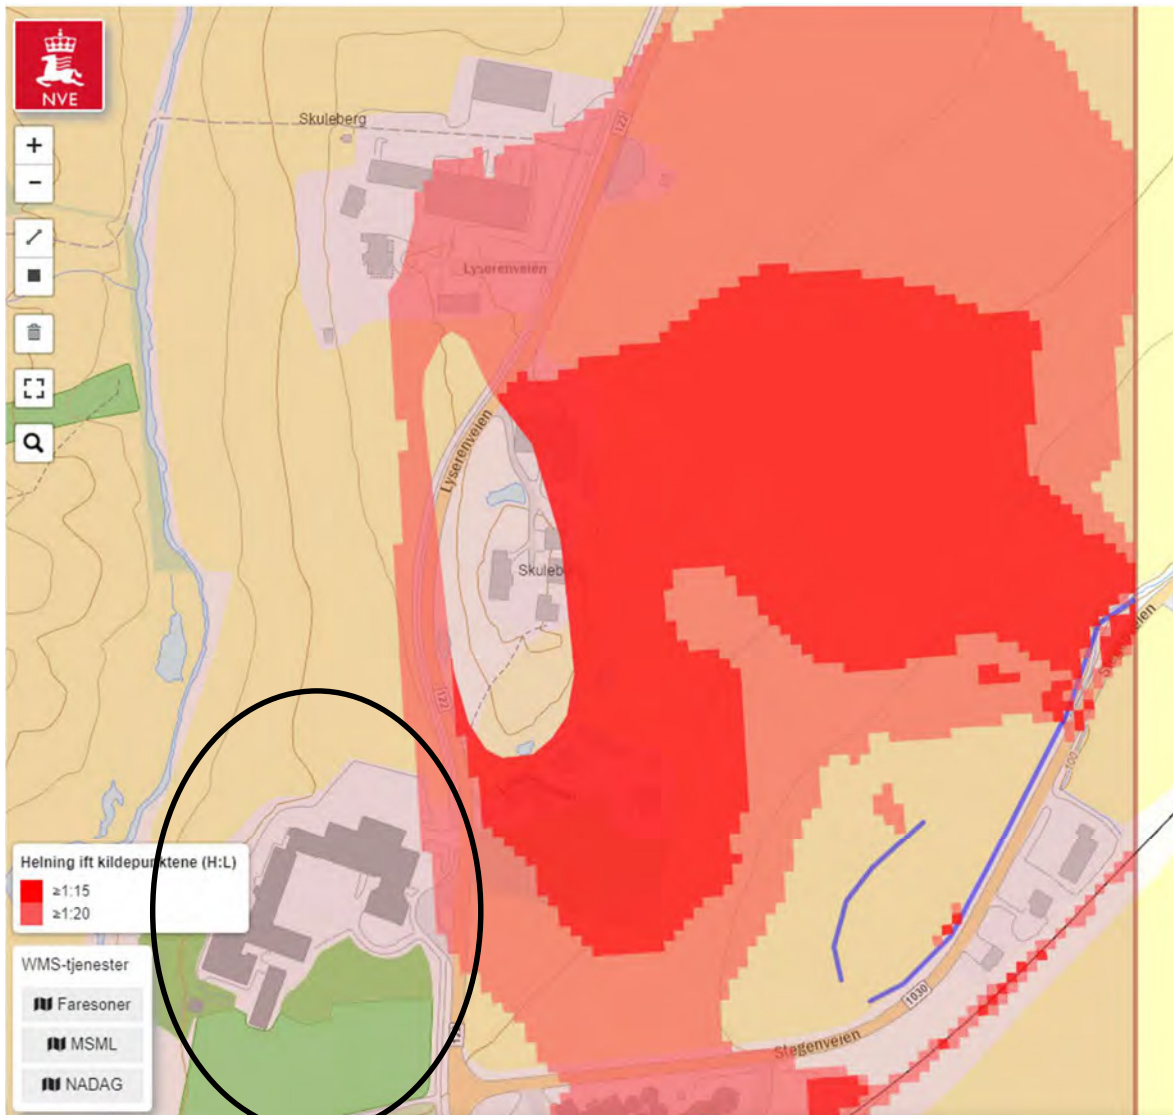 NVE
+
−
Skuleberg
122
Lyserenveien
Lyserenveien
Skuleb
122
100
Helning ift kildepunktene (H:L)
≥1:15
≥1:20
WMS-tjenester
Faresoner
MSML
NADAG
1030
Stegenveien